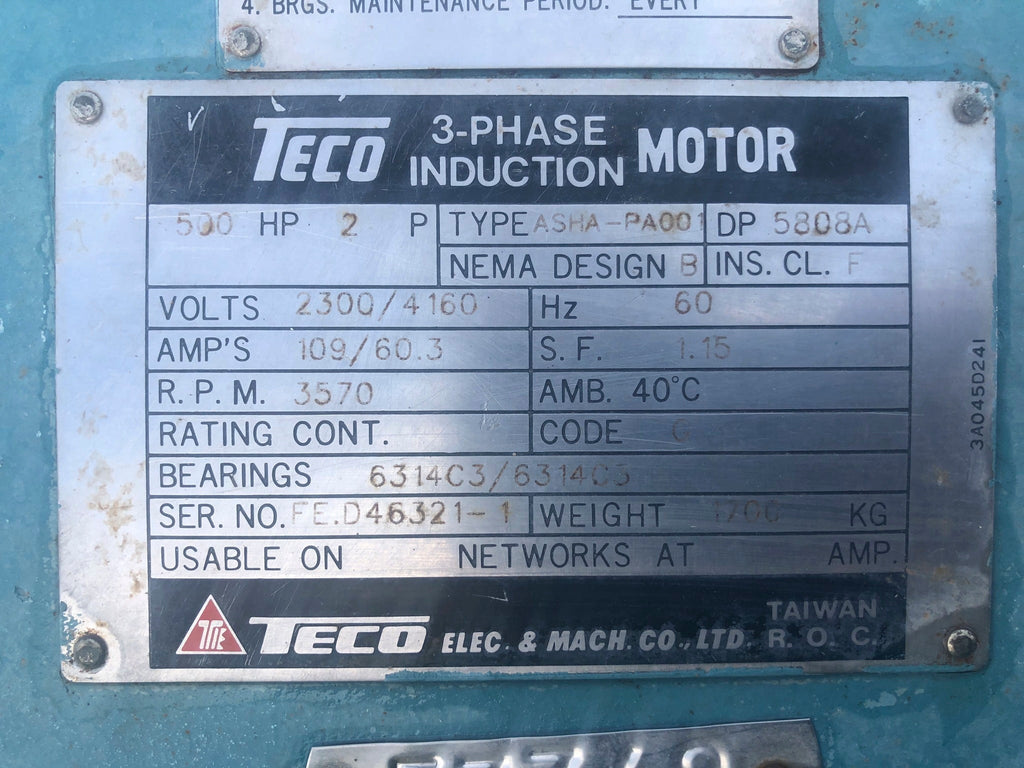 4. BRGS. MAINTENANCE PERIOD: EVERY
TECO 3-PHASE INDUCTION MOTOR
500 HP 2 P TYPE ASHA-PA001 DP 5808A
NEMA DESIGN B INS. CL. F
VOLTS 2300/4160 Hz 60
AMP'S 109/60.3 S. F. 1.15
R. P. M. 3570 AMB. 40°C
RATING CONT. CODE G
BEARINGS 6314C3/6314C3
SER. NO. FE.D46321-1 WEIGHT 1700 KG
USABLE ON NETWORKS AT AMP.
3A045D241
TECO ELEC. & MACH. CO., LTD. TAIWAN R. O. C.